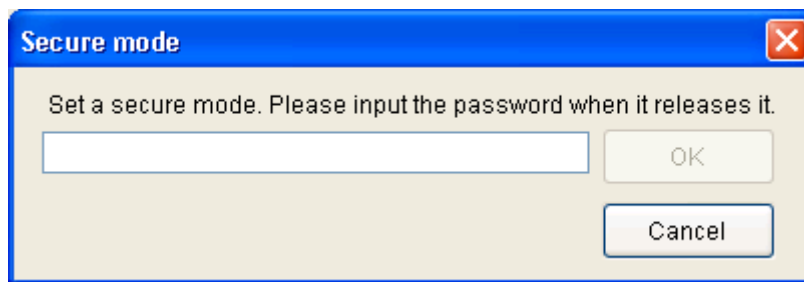 Secure mode
Set a secure mode. Please input the password when it releases it.
OK
Cancel